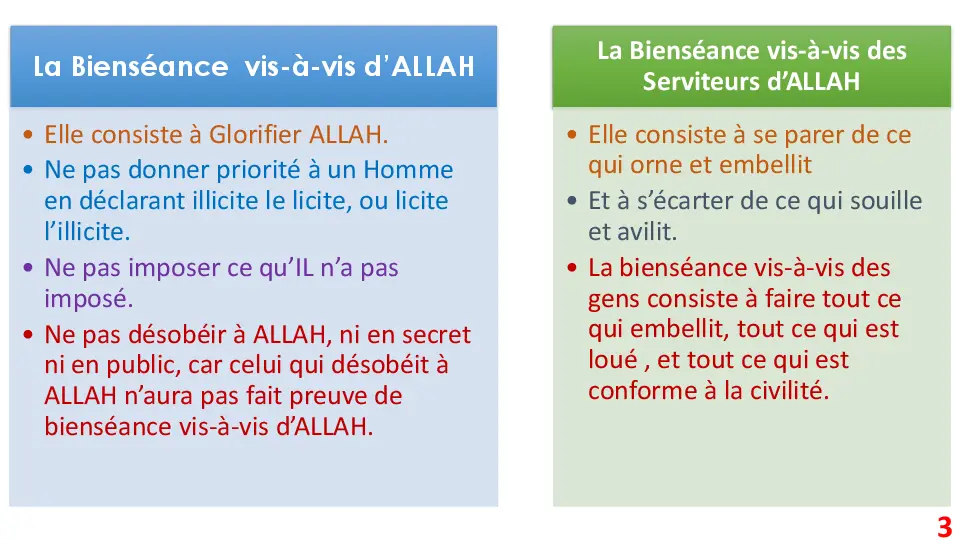 La Bienséance  vis-à-vis d’ALLAH
• Elle consiste à Glorifier ALLAH.
• Ne pas donner priorité à un Homme
en déclarant illicite le licite, ou licite
l’illicite.
• Ne pas imposer ce qu’IL n’a pas
imposé.
• Ne pas désobéir à ALLAH, ni en secret
ni en public, car celui qui désobéit à
ALLAH n’aura pas fait preuve de
bienséance vis-à-vis d’ALLAH.
La Bienséance vis-à-vis des
Serviteurs d’ALLAH
• Elle consiste à se parer de ce
qui orne et embellit
• Et à s’écarter de ce qui souille
et avilit.
• La bienséance vis-à-vis des
gens consiste à faire tout ce
qui embellit, tout ce qui est
loué , et tout ce qui est
conforme à la civilité.
3